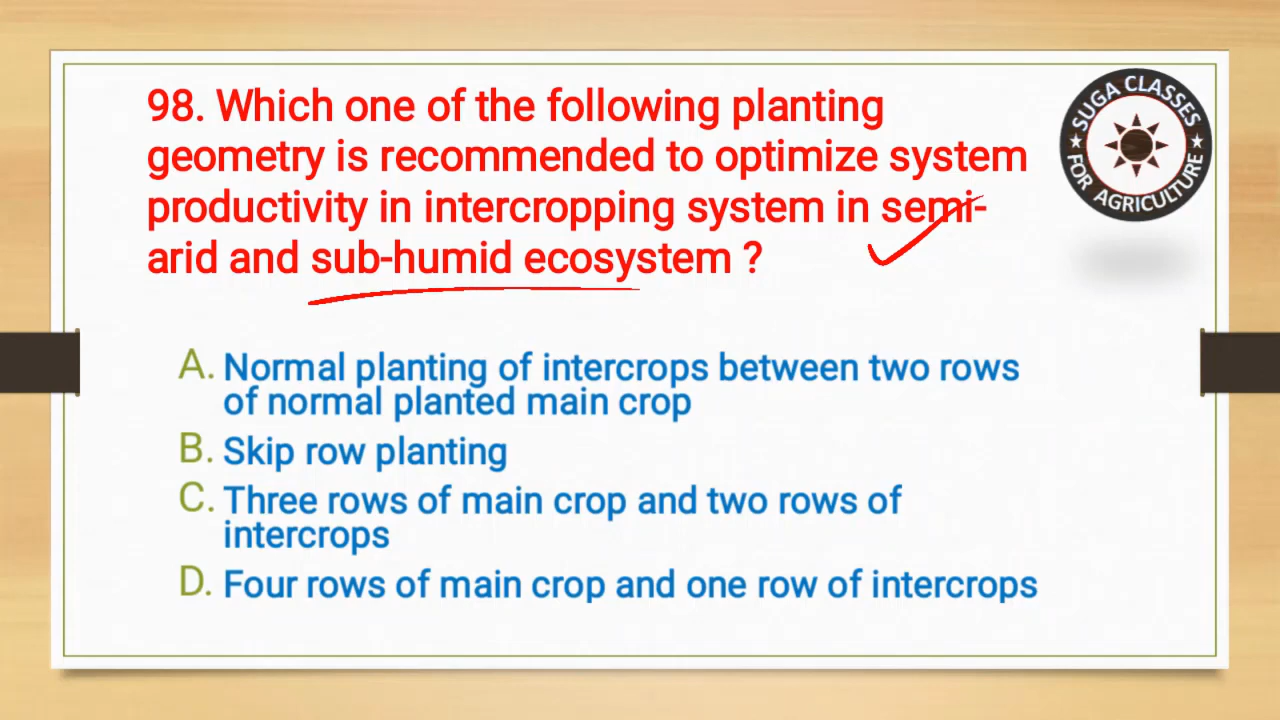 98. Which one of the following planting
geometry is recommended to optimize system
productivity in intercropping system in semi-
arid and sub-humid ecosystem ?
A. Normal planting of intercrops between two rows
of normal planted main crop
B. Skip row planting
C. Three rows of main crop and two rows of
intercrops
D. Four rows of main crop and one row of intercrops
SUGA CLASSES
FOR AGRICULTURE